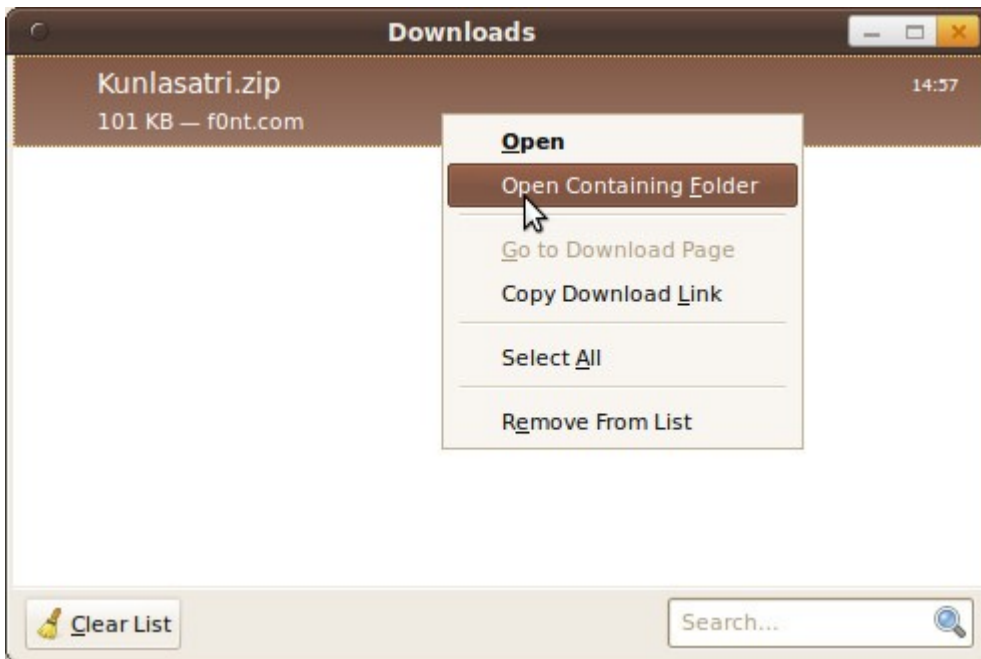 Downloads
Kunlasatri.zip
14:57
101 KB — f0nt.com
Open
Open Containing Folder
Go to Download Page
Copy Download Link
Select All
Remove From List
Clear List
Search...